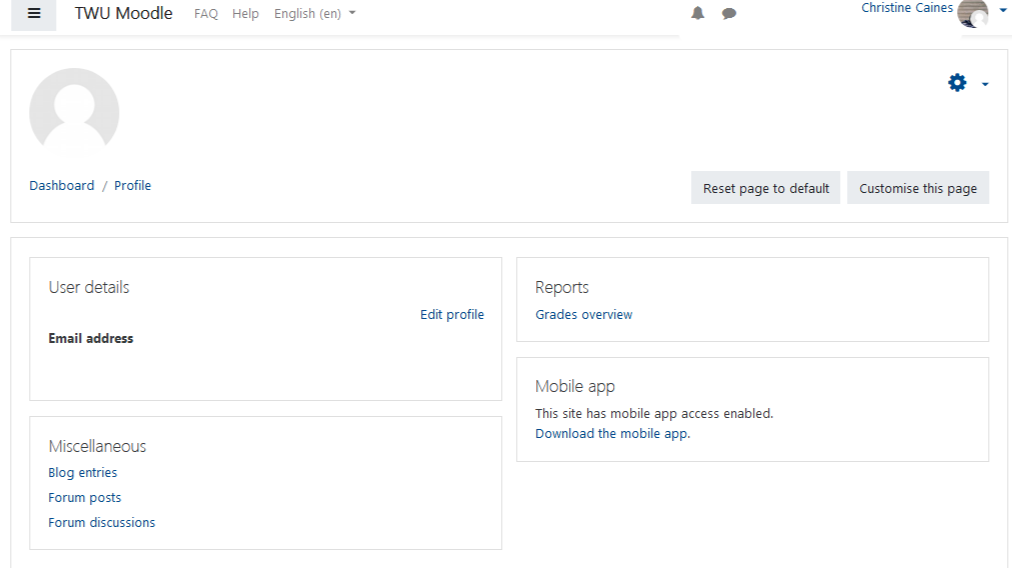 TWU Moodle FAQ Help English (en) Christine Caines
Dashboard / Profile
Reset page to default Customise this page
User details
Edit profile
Email address
Miscellaneous
Blog entries
Forum posts
Forum discussions
Reports
Grades overview
Mobile app
This site has mobile app access enabled.
Download the mobile app.